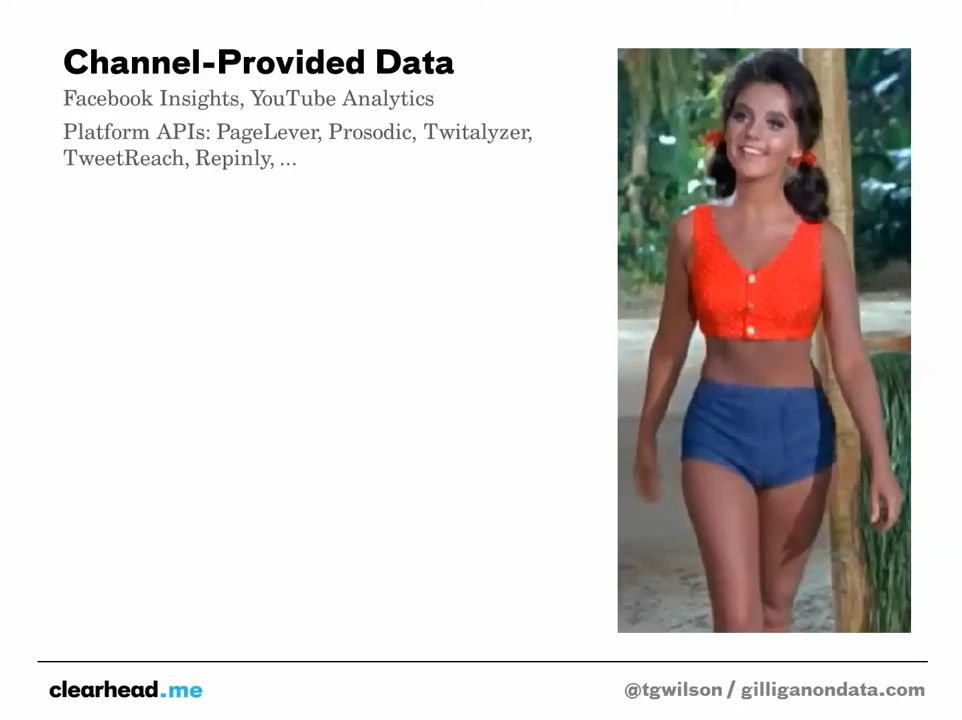 Channel-Provided Data
Facebook Insights, YouTube Analytics
Platform APIs: PageLever, Prosodic, Twitalyzer,
TweetReach, Repinly, ...
clearhead.me
@tgwilson / gilliganondata.com